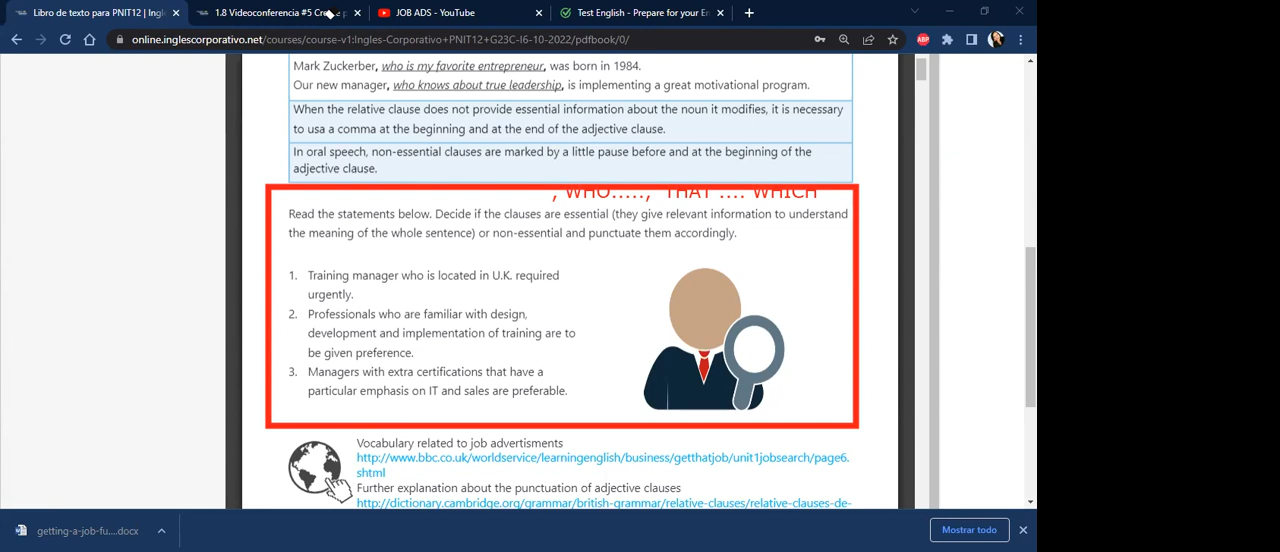 Libro de texto para PNIT12 | Ingle
1.8 Videoconferencia #5 Cre
JOB ADS - YouTube
Test English - Prepare for your En
online.inglescorporativo.net/courses/course-v1:Ingles-Corporativo+PNIT12+G23C-I6-10-2022/pdfbook/0/
ABP
Mark Zuckerber, who is my favorite entrepreneur, was born in 1984.
Our new manager, who knows about true leadership, is implementing a great motivational program.
When the relative clause does not provide essential information about the noun it modifies, it is necessary
to usa a comma at the beginning and at the end of the adjective clause.
In oral speech, non-essential clauses are marked by a little pause before and at the beginning of the
adjective clause.
, WHO....., THAT .... WHICH
Read the statements below. Decide if the clauses are essential (they give relevant information to understand
the meaning of the whole sentence) or non-essential and punctuate them accordingly.
1. Training manager who is located in U.K. required
urgently.
2. Professionals who are familiar with design,
development and implementation of training are to
be given preference.
3. Managers with extra certifications that have a
particular emphasis on IT and sales are preferable.
Vocabulary related to job advertisments
http://www.bbc.co.uk/worldservice/learningenglish/business/getthatjob/unit1jobsearch/page6.
shtml
Further explanation about the punctuation of adjective clauses
http://dictionary.cambridge.org/grammar/british-grammar/relative-clauses/relative-clauses-de-
getting-a-job-fu....docx
Mostrar todo